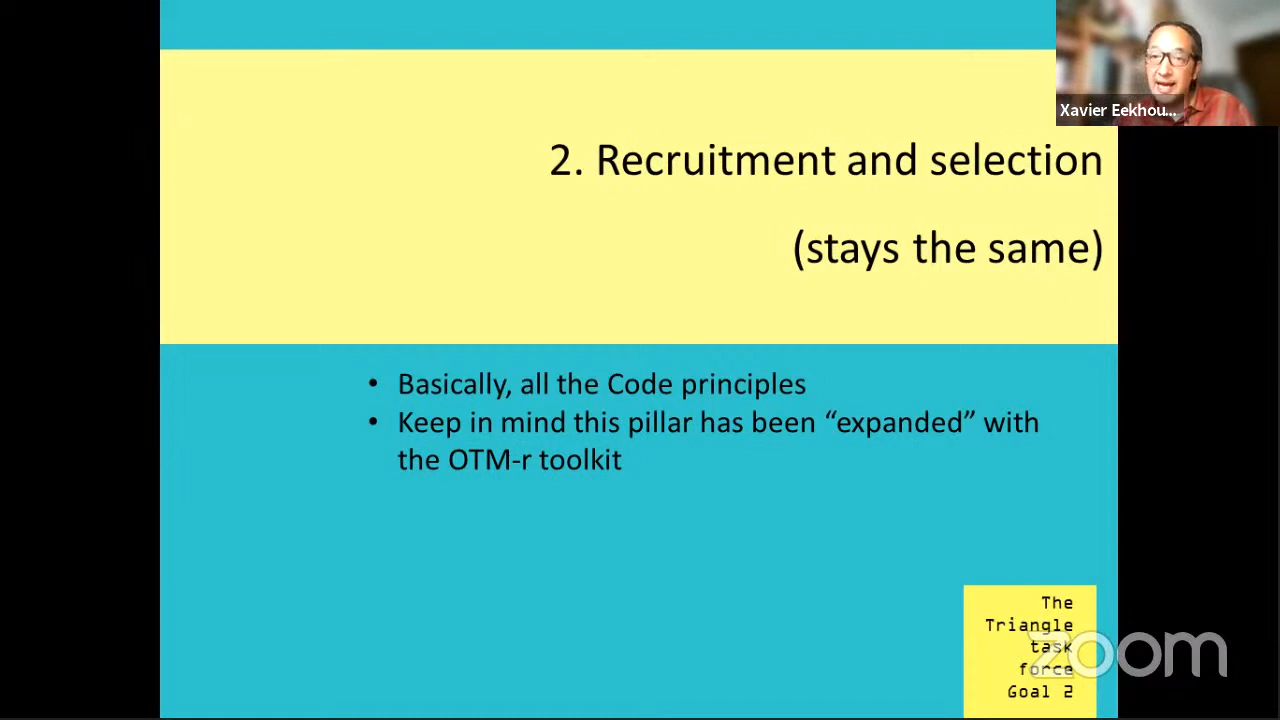 Xavier Eekhou...
2. Recruitment and selection
(stays the same)
• Basically, all the Code principles
• Keep in mind this pillar has been “expanded” with
the OTM-r toolkit
The
Triangle
task
force
Goal 2
zoom